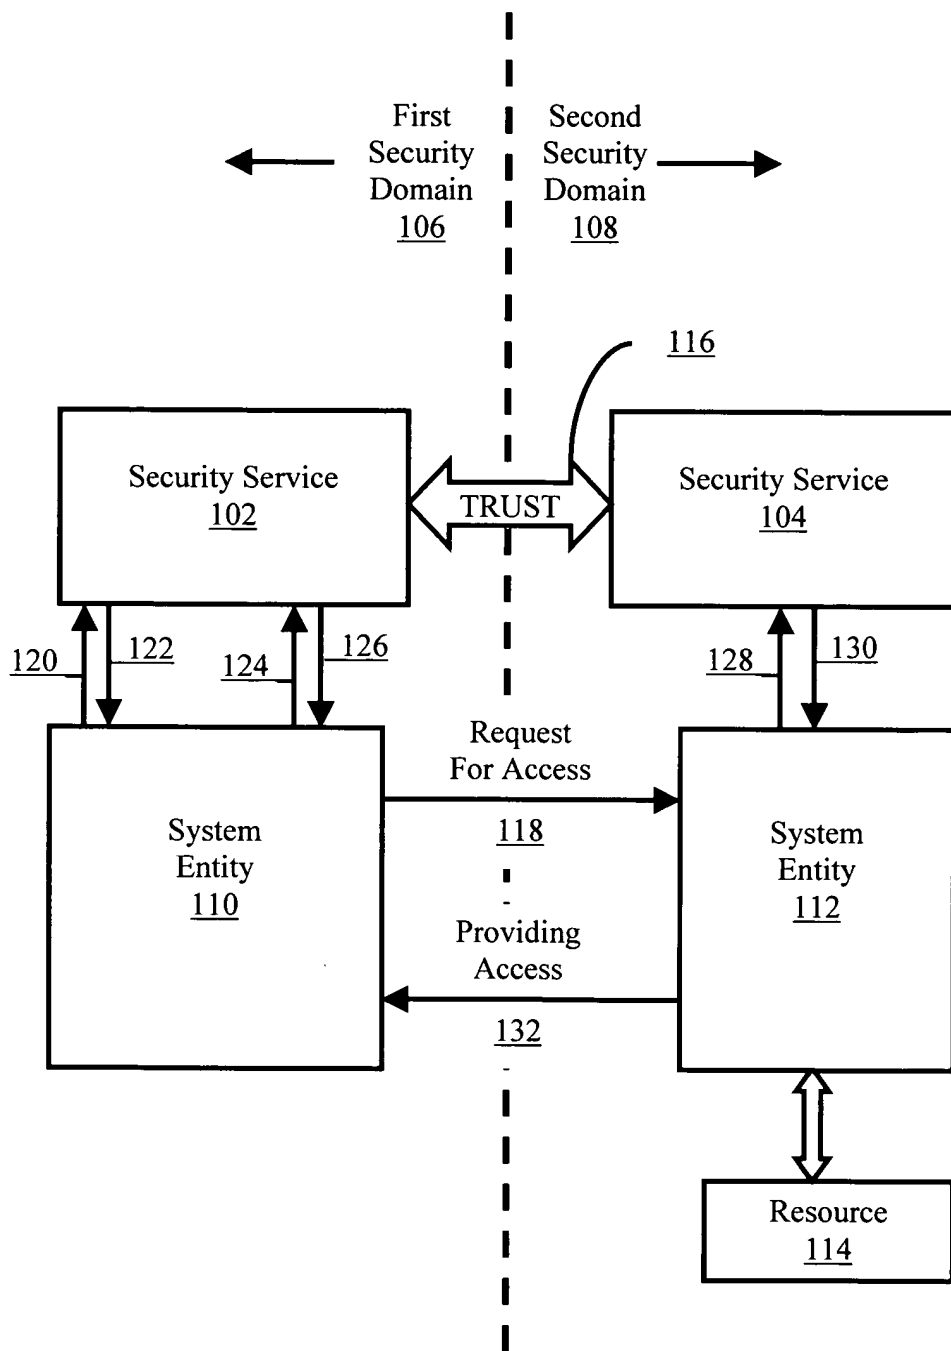 First
Security
Domain
106
Second
Security
Domain
108
116
Security Service
102
TRUST
Security Service
104
120
122
124
126
128
130
Request
For Access
118
System
Entity
110
System
Entity
112
Providing
Access
132
Resource
114